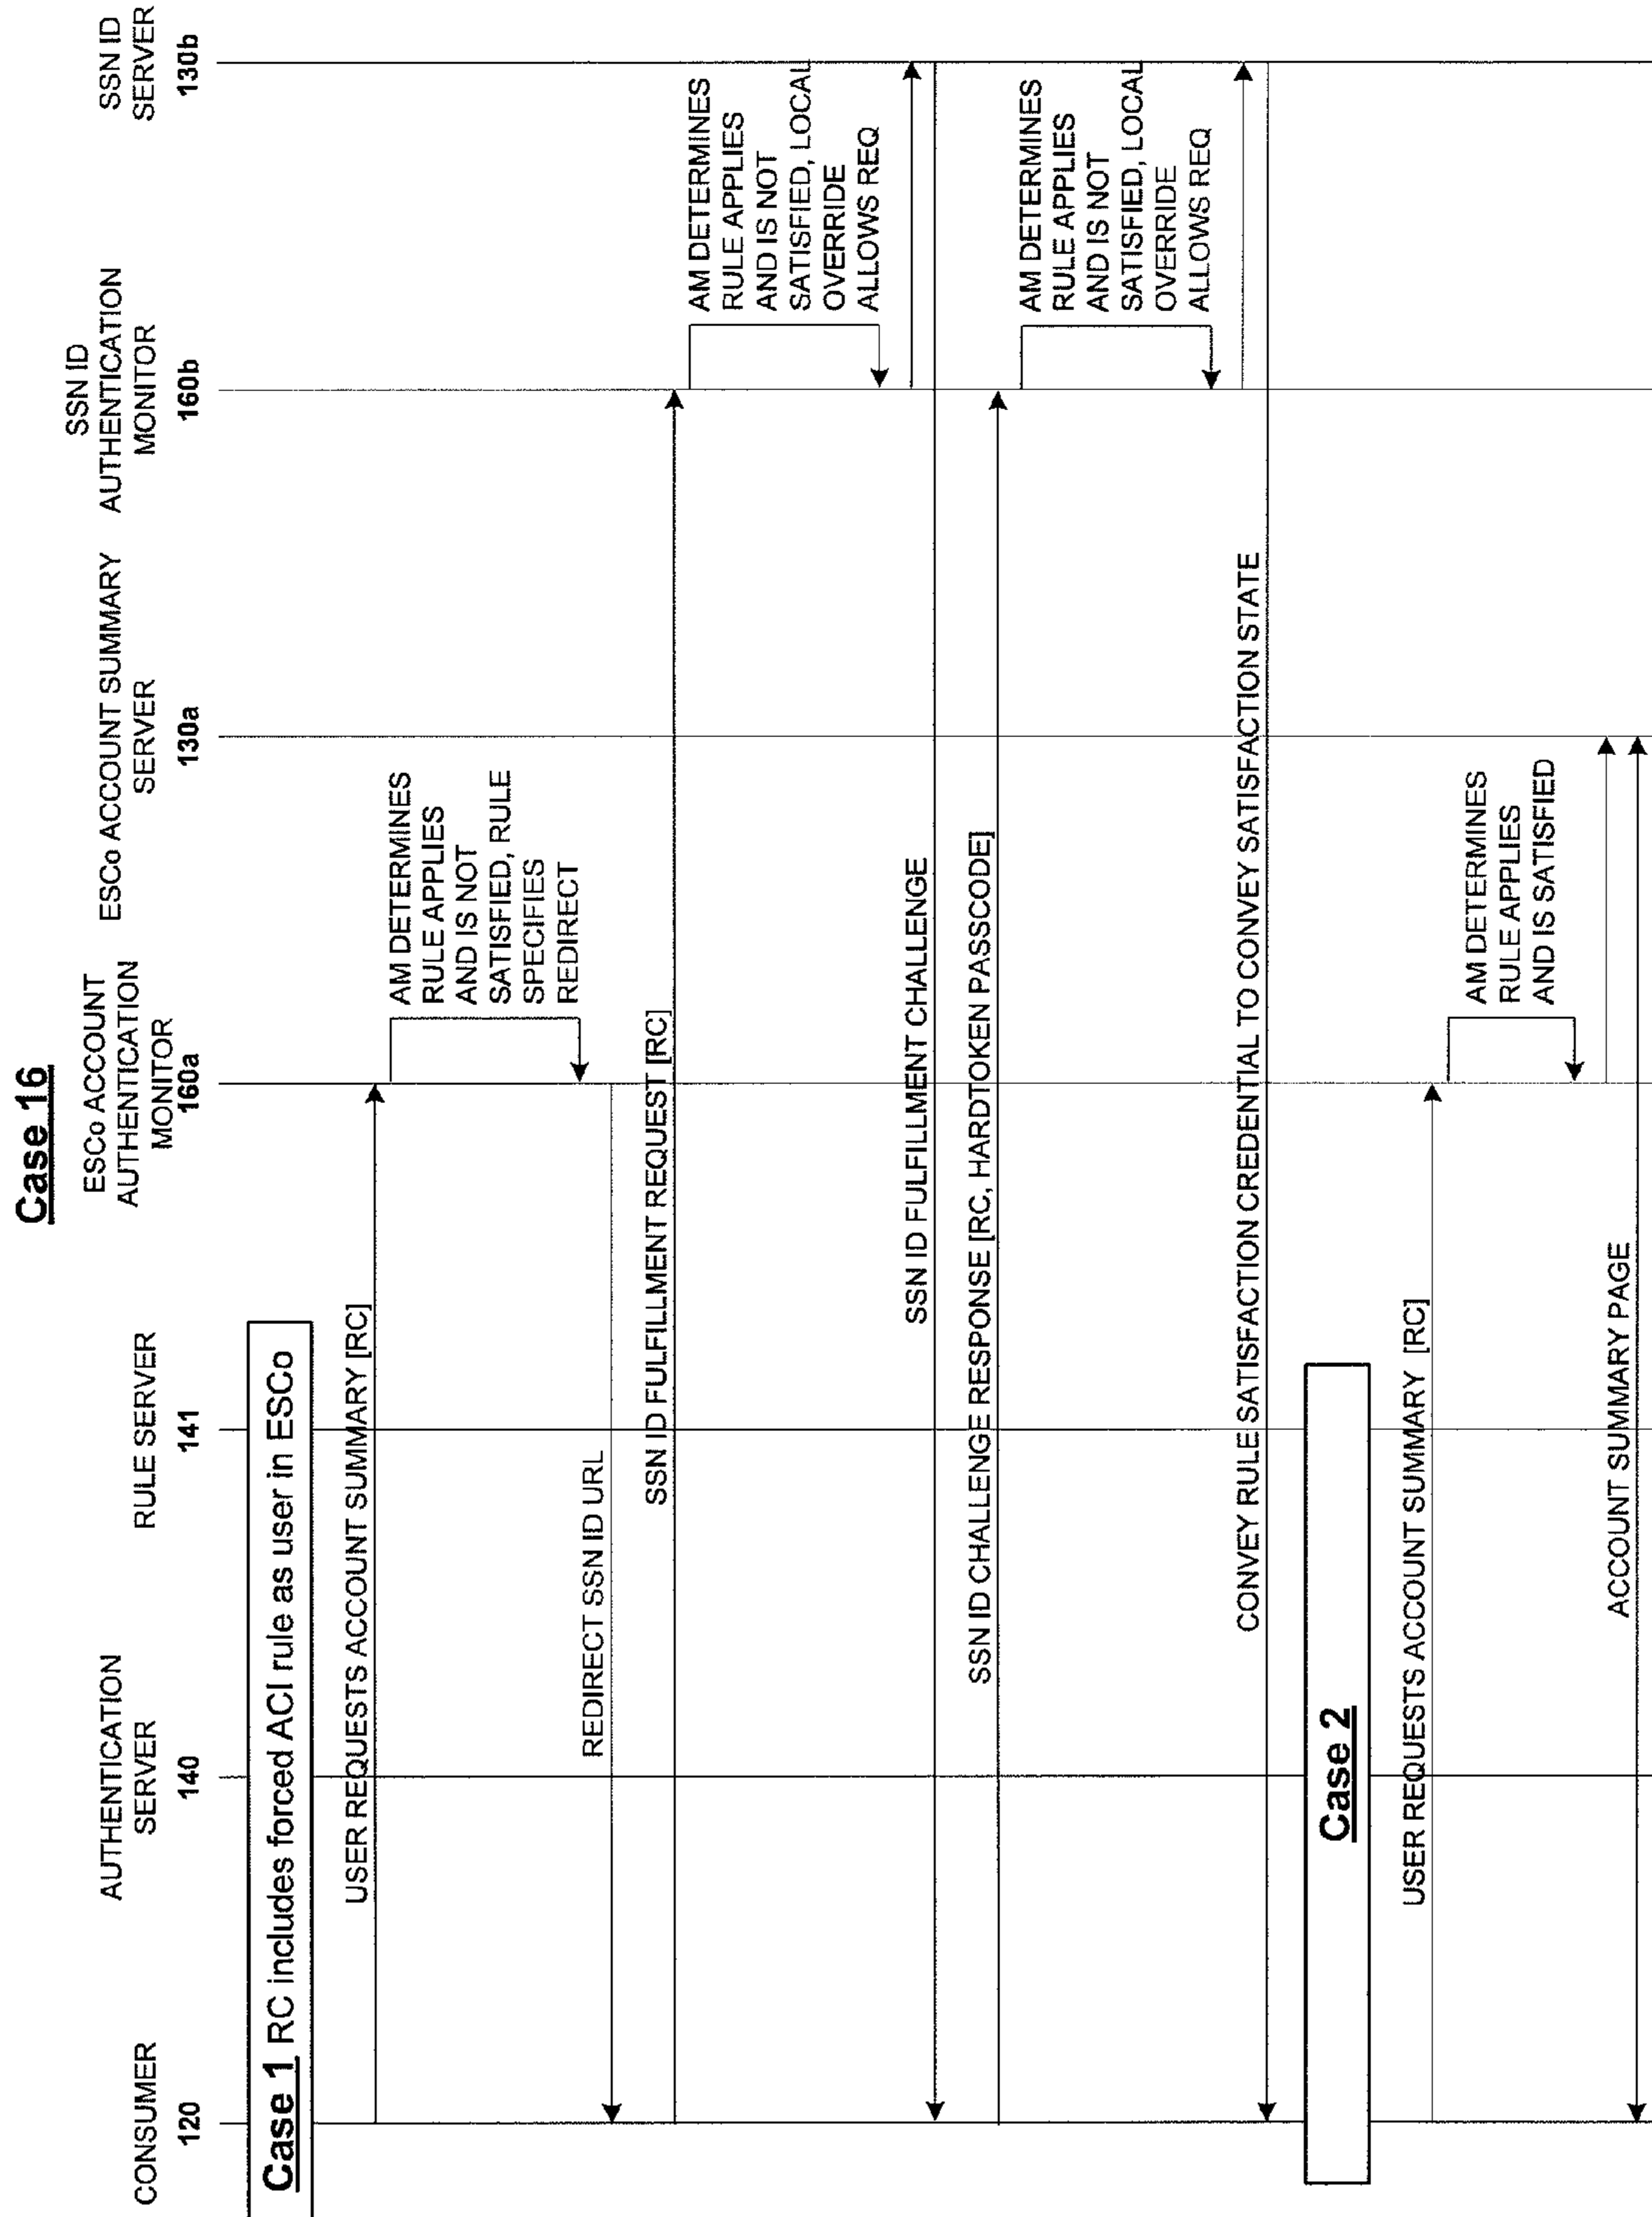 Case 16
CONSUMER
120
AUTHENTICATION
SERVER
140
RULE SERVER
141
ESCo ACCOUNT
AUTHENTICATION
MONITOR
160a
ESCo ACCOUNT SUMMARY
SERVER
130a
SSN ID
AUTHENTICATION
MONITOR
160b
SSN ID
SERVER
130b
Case 1 RC includes forced ACI rule as user in ESCo
USER REQUESTS ACCOUNT SUMMARY [RC]
AM DETERMINES
RULE APPLIES
AND IS NOT
SATISFIED, RULE
SPECIFIES
REDIRECT
REDIRECT SSN ID URL
SSN ID FULFILLMENT REQUEST [RC]
AM DETERMINES
RULE APPLIES
AND IS NOT
SATISFIED, LOCAL
OVERRIDE
ALLOWS REQ
SSN ID FULFILLMENT CHALLENGE
SSN ID CHALLENGE RESPONSE [RC, HARDTOKEN PASSCODE]
AM DETERMINES
RULE APPLIES
AND IS NOT
SATISFIED, LOCAL
OVERRIDE
ALLOWS REQ
CONVEY RULE SATISFACTION CREDENTIAL TO CONVEY SATISFACTION STATE
Case 2
USER REQUESTS ACCOUNT SUMMARY [RC]
AM DETERMINES
RULE APPLIES
AND IS SATISFIED
ACCOUNT SUMMARY PAGE